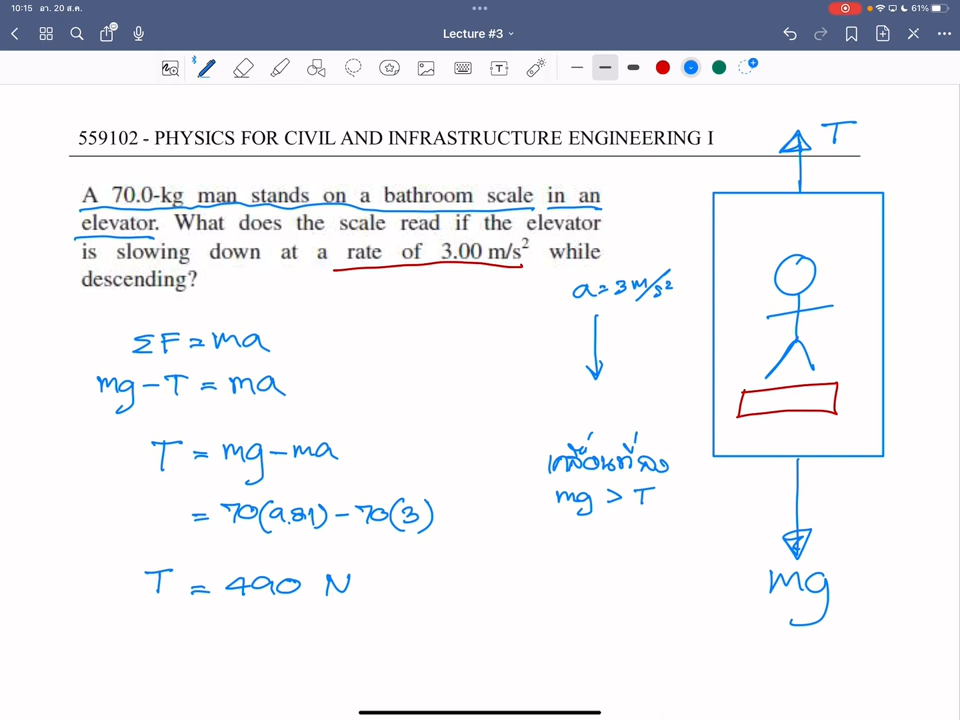 10:15 อา. 20 ส.ค.
61%
Lecture #3
559102 - PHYSICS FOR CIVIL AND INFRASTRUCTURE ENGINEERING I
A 70.0-kg man stands on a bathroom scale in an
elevator. What does the scale read if the elevator
is slowing down at a rate of 3.00 m/s² while
descending?
T
a = 3 m/s²
ΣF = ma
mg - T = ma
T = mg - ma
= 70(9.81) - 70(3)
T = 490 N
เคลื่อนที่ลง
mg > T
mg